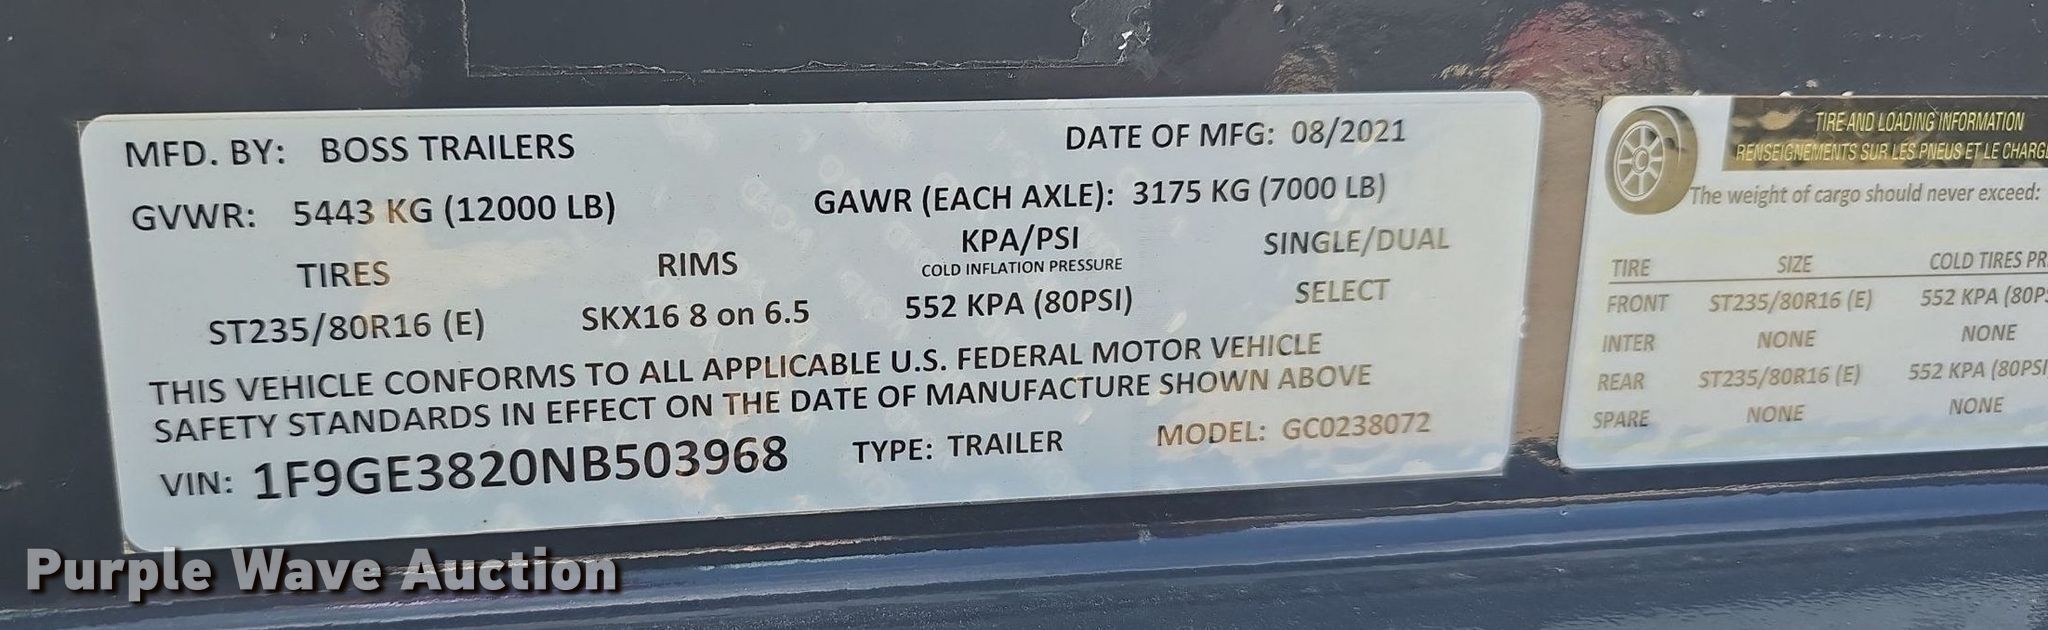 MFD. BY: BOSS TRAILERS DATE OF MFG: 08/2021
GVWR: 5443 KG (12000 LB) GAWR (EACH AXLE): 3175 KG (7000 LB)
TIRES RIMS KPA/PSI SINGLE/DUAL
COLD INFLATION PRESSURE
ST235/80R16 (E) SKX16 8 on 6.5 552 KPA (80PSI) SELECT
THIS VEHICLE CONFORMS TO ALL APPLICABLE U.S. FEDERAL MOTOR VEHICLE
SAFETY STANDARDS IN EFFECT ON THE DATE OF MANUFACTURE SHOWN ABOVE
VIN: 1F9GE3820NB503968 TYPE: TRAILER MODEL: GC0238072
TIRE AND LOADING INFORMATION
RENSEIGNEMENTS SUR LES PNEUS ET LE CHARG
The weight of cargo should never exceed:
TIRE SIZE COLD TIRES PR
FRONT ST235/80R16 (E) 552 KPA (80PS
INTER NONE NONE
REAR ST235/80R16 (E) 552 KPA (80PSI
SPARE NONE NONE
Purple Wave Auction